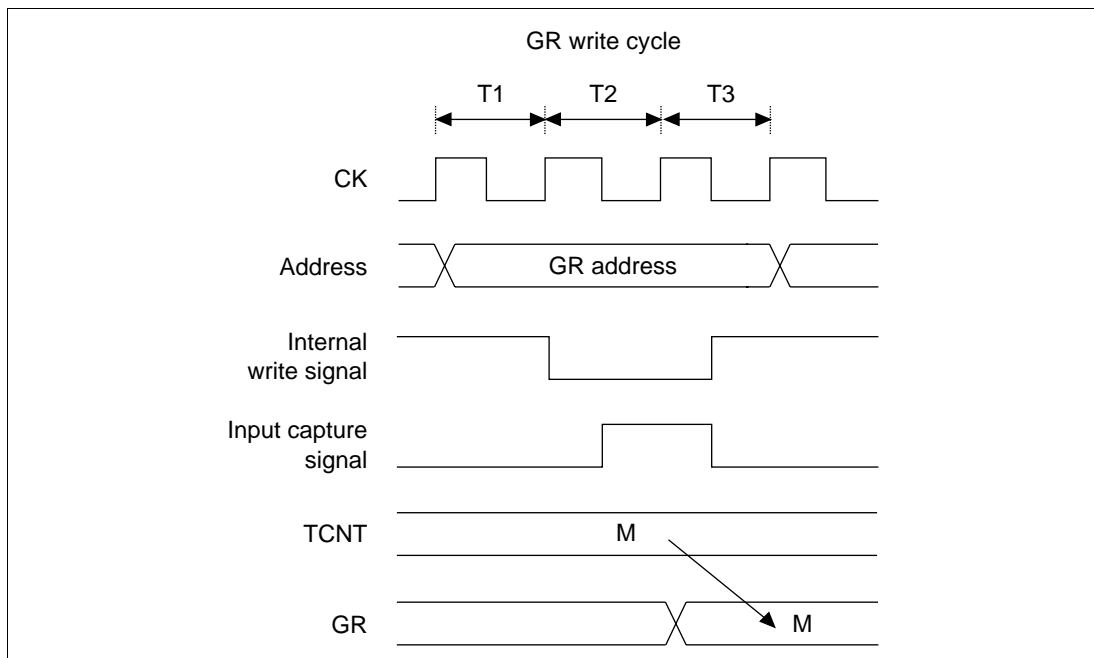 GR write cycle
T1 T2 T3
CK
Address GR address
Internal
write signal
Input capture
signal
TCNT M
GR M